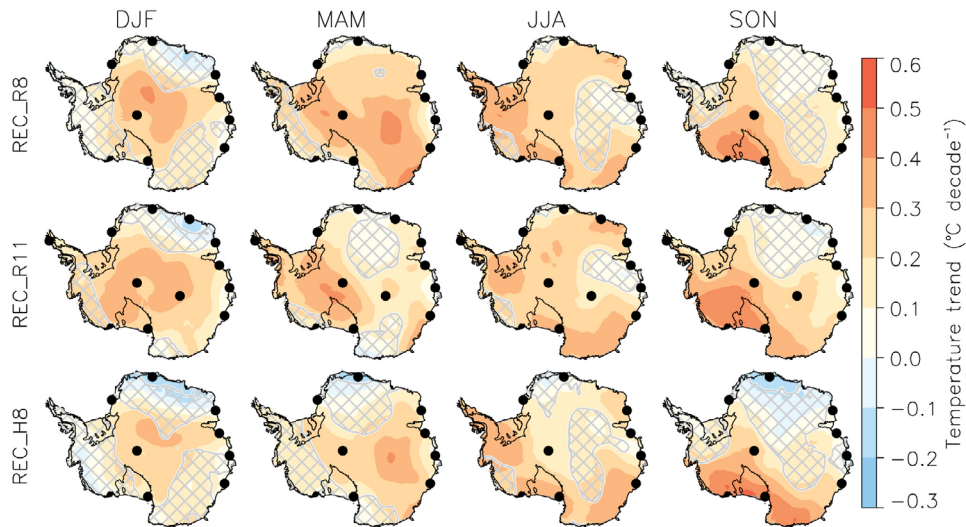 DJF MAM JJA SON
REC_R8
REC_R11
REC_H8
0.6
0.5
0.4
0.3
0.2
0.1
0.0
−0.1
−0.2
−0.3
Temperature trend (°C decade⁻¹)